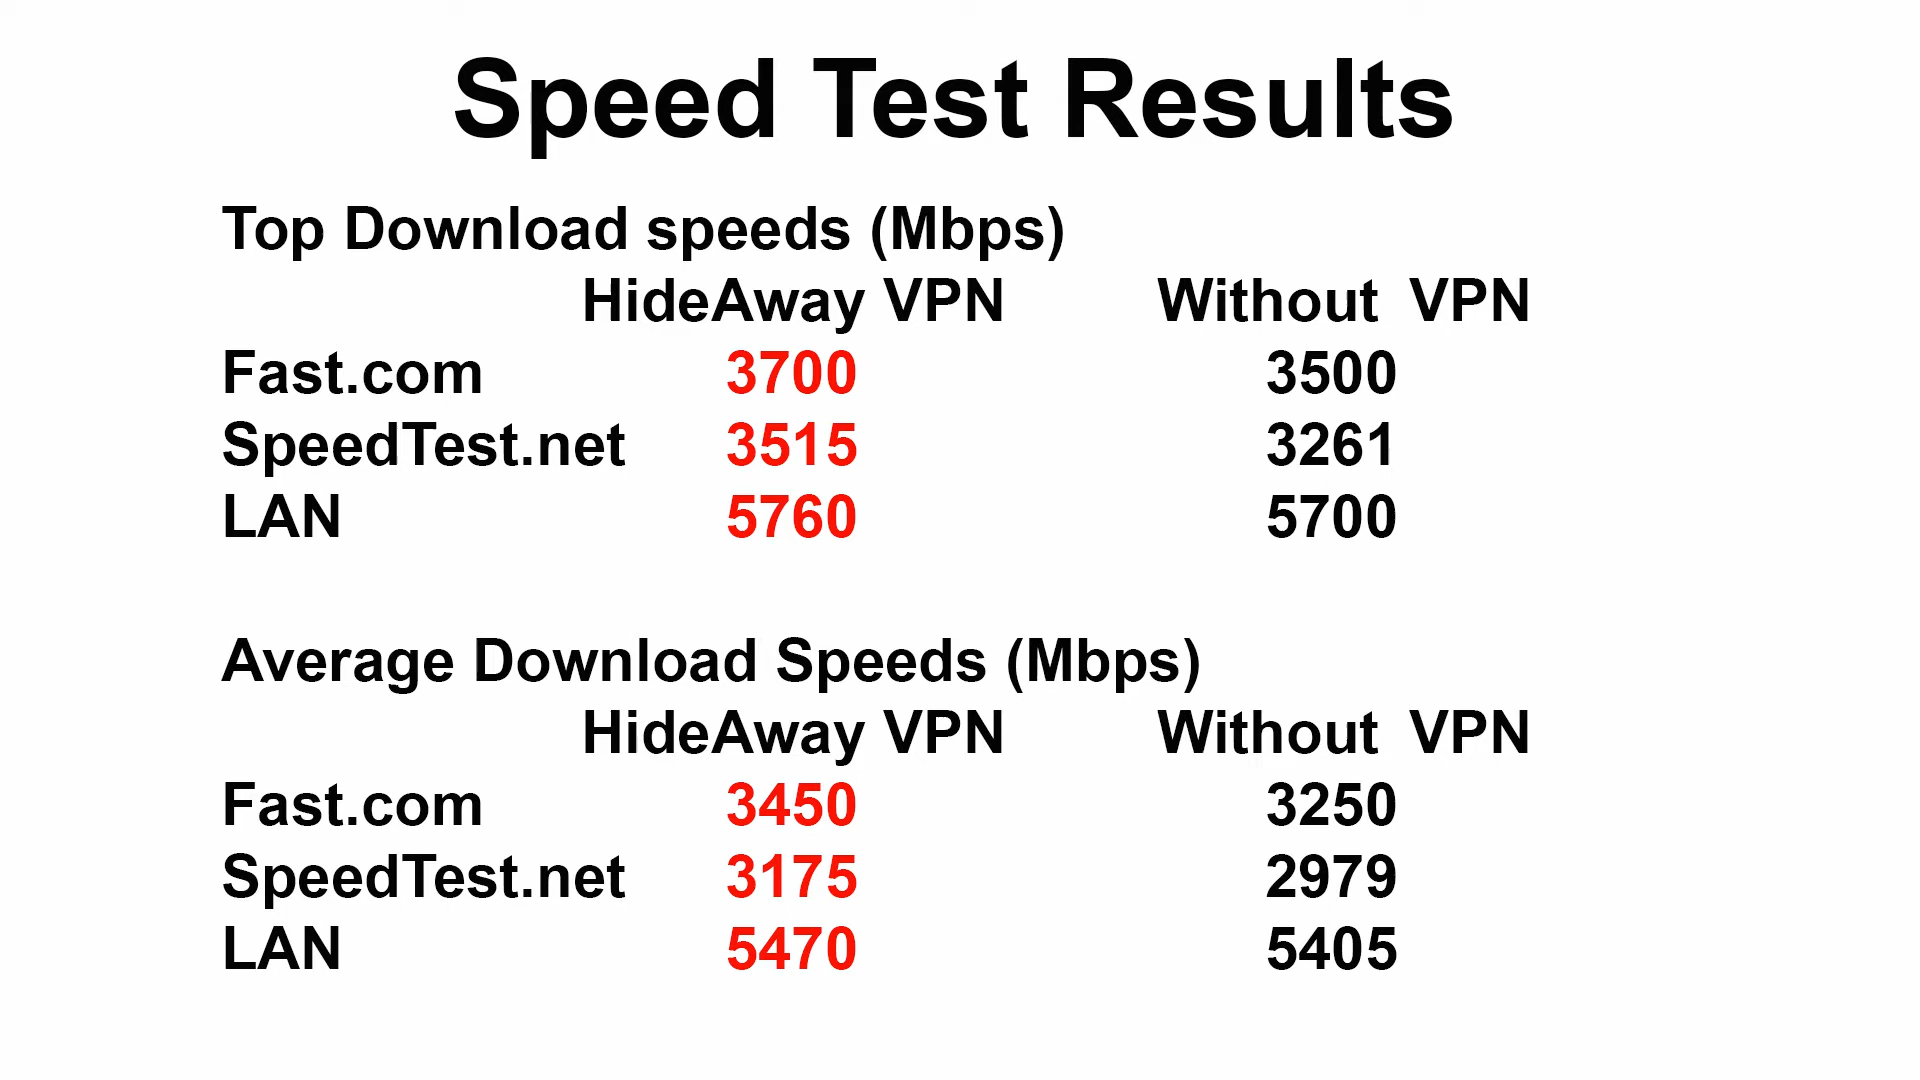 Speed Test Results
Top Download speeds (Mbps)
HideAway VPN Without VPN
Fast.com 3700 3500
SpeedTest.net 3515 3261
LAN 5760 5700
Average Download Speeds (Mbps)
HideAway VPN Without VPN
Fast.com 3450 3250
SpeedTest.net 3175 2979
LAN 5470 5405